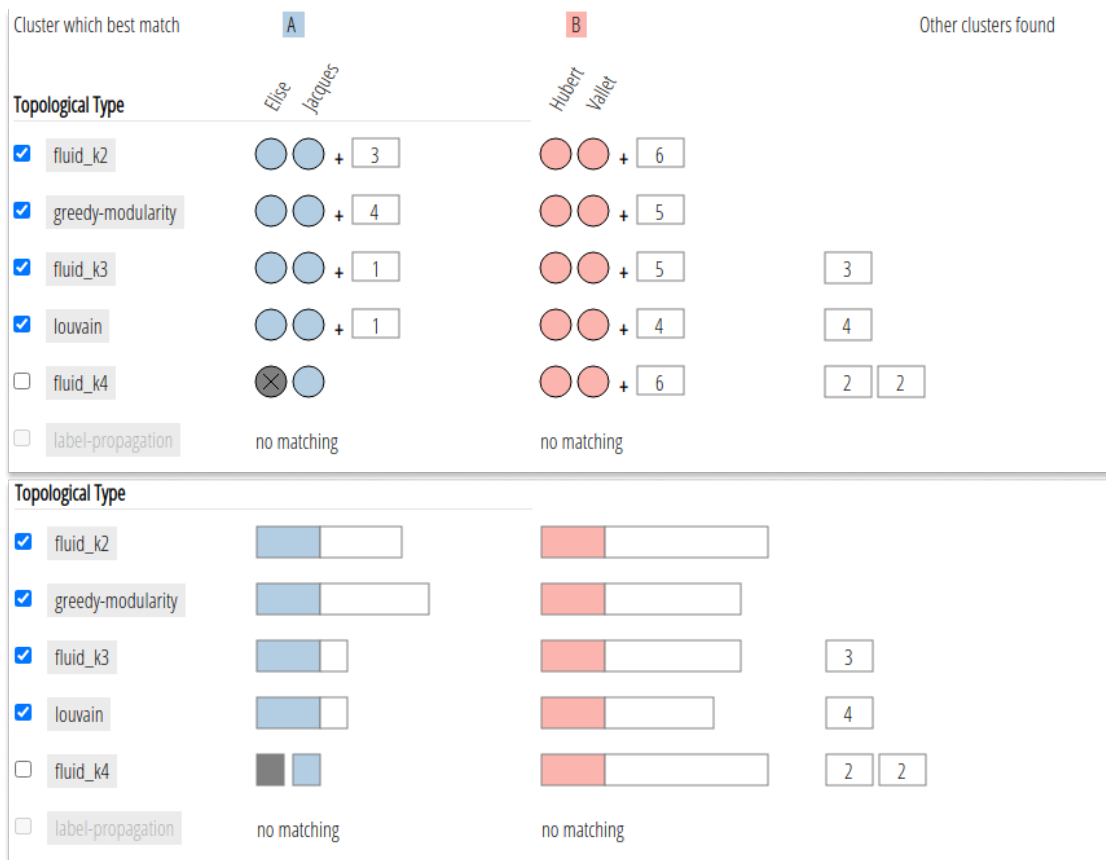 Cluster which best match A B Other clusters found
Elise Jacques Hubert Vallet
Topological Type
fluid_k2 + 3 + 6
greedy-modularity + 4 + 5
fluid_k3 + 1 + 5 3
louvain + 1 + 4 4
fluid_k4 + 6 2 2
label-propagation no matching no matching
Topological Type
fluid_k2
greedy-modularity
fluid_k3 3
louvain 4
fluid_k4 2 2
label-propagation no matching no matching